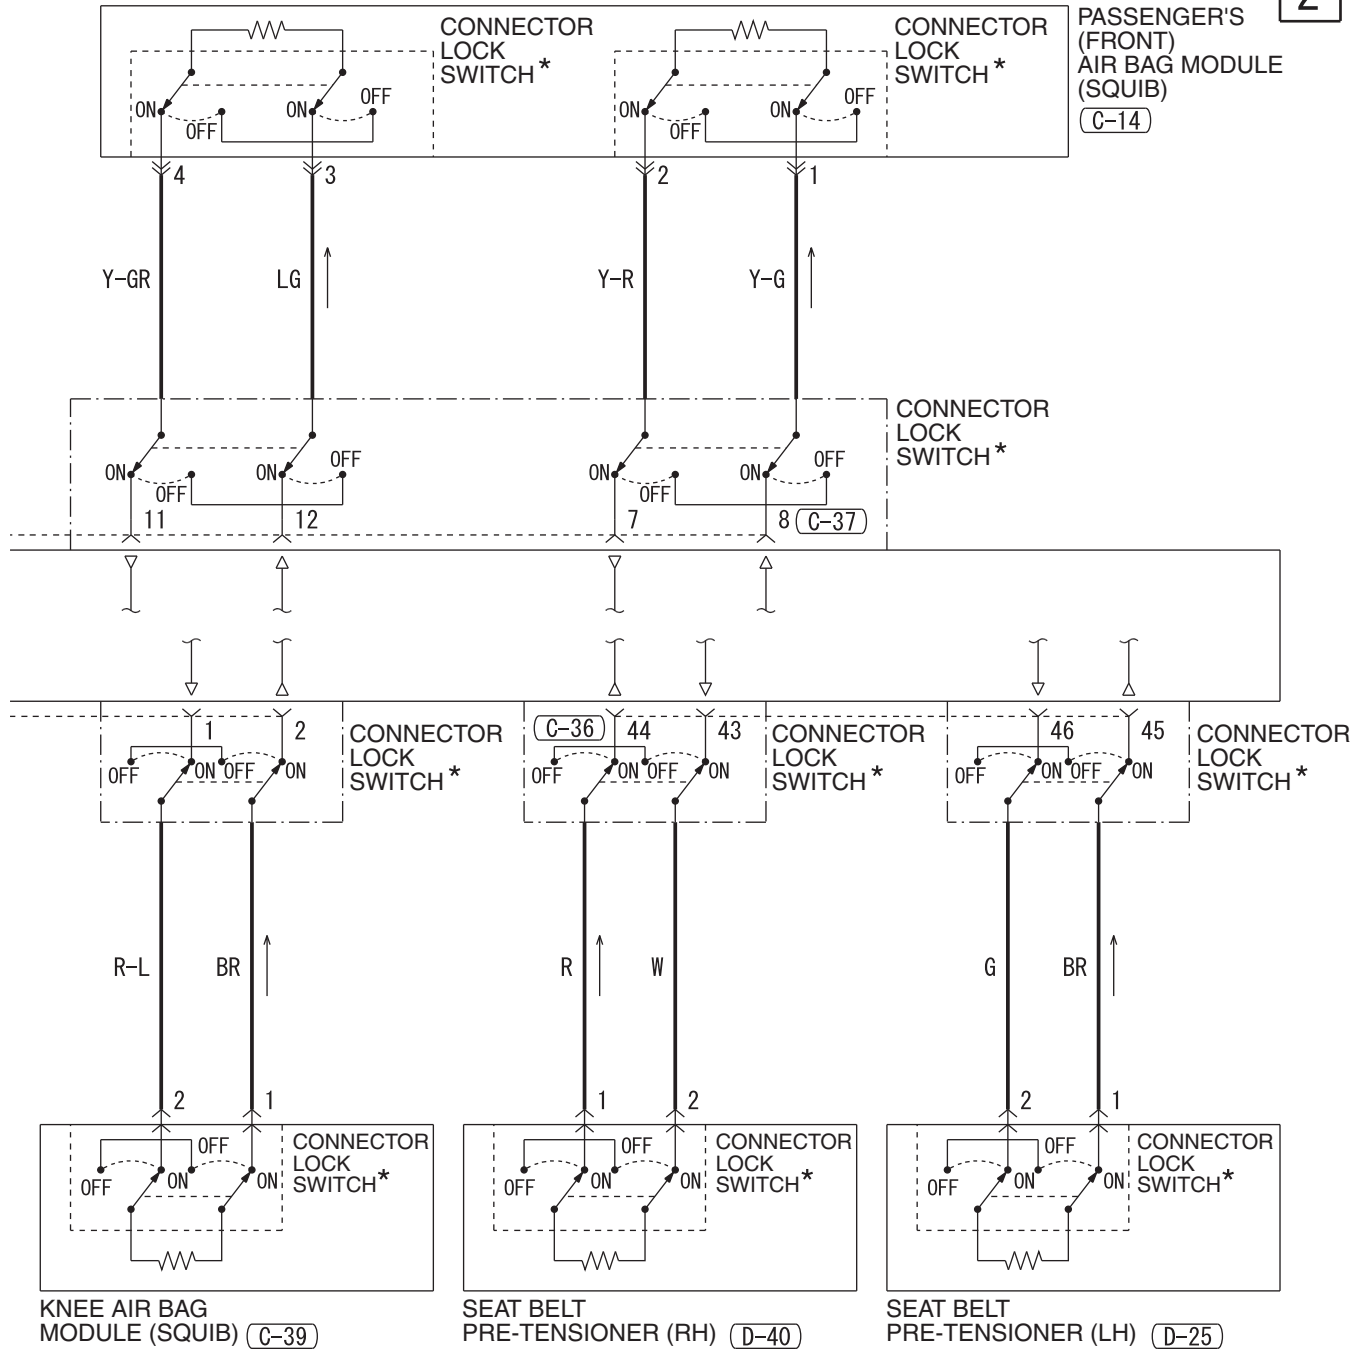 2
CONNECTOR
LOCK
SWITCH*
CONNECTOR
LOCK
SWITCH*
PASSENGER'S
(FRONT)
AIR BAG MODULE
(SQUIB)
C-14
ON OFF ON OFF
ON OFF ON OFF
4 3 2 1
Y-GR LG Y-R Y-G
CONNECTOR
LOCK
SWITCH*
ON OFF ON OFF
ON OFF ON OFF
11 12 7 8 C-37
1 2
CONNECTOR
LOCK
SWITCH*
OFF ON OFF ON
C-36 44 43
CONNECTOR
LOCK
SWITCH*
OFF ON OFF ON
46 45
CONNECTOR
LOCK
SWITCH*
OFF ON OFF ON
R-L BR R W G BR
2 1 1 2 2 1
OFF ON OFF ON
CONNECTOR
LOCK
SWITCH*
OFF ON OFF ON
CONNECTOR
LOCK
SWITCH*
OFF ON OFF ON
CONNECTOR
LOCK
SWITCH*
KNEE AIR BAG
MODULE (SQUIB) C-39
SEAT BELT
PRE-TENSIONER (RH) D-40
SEAT BELT
PRE-TENSIONER (LH) D-25